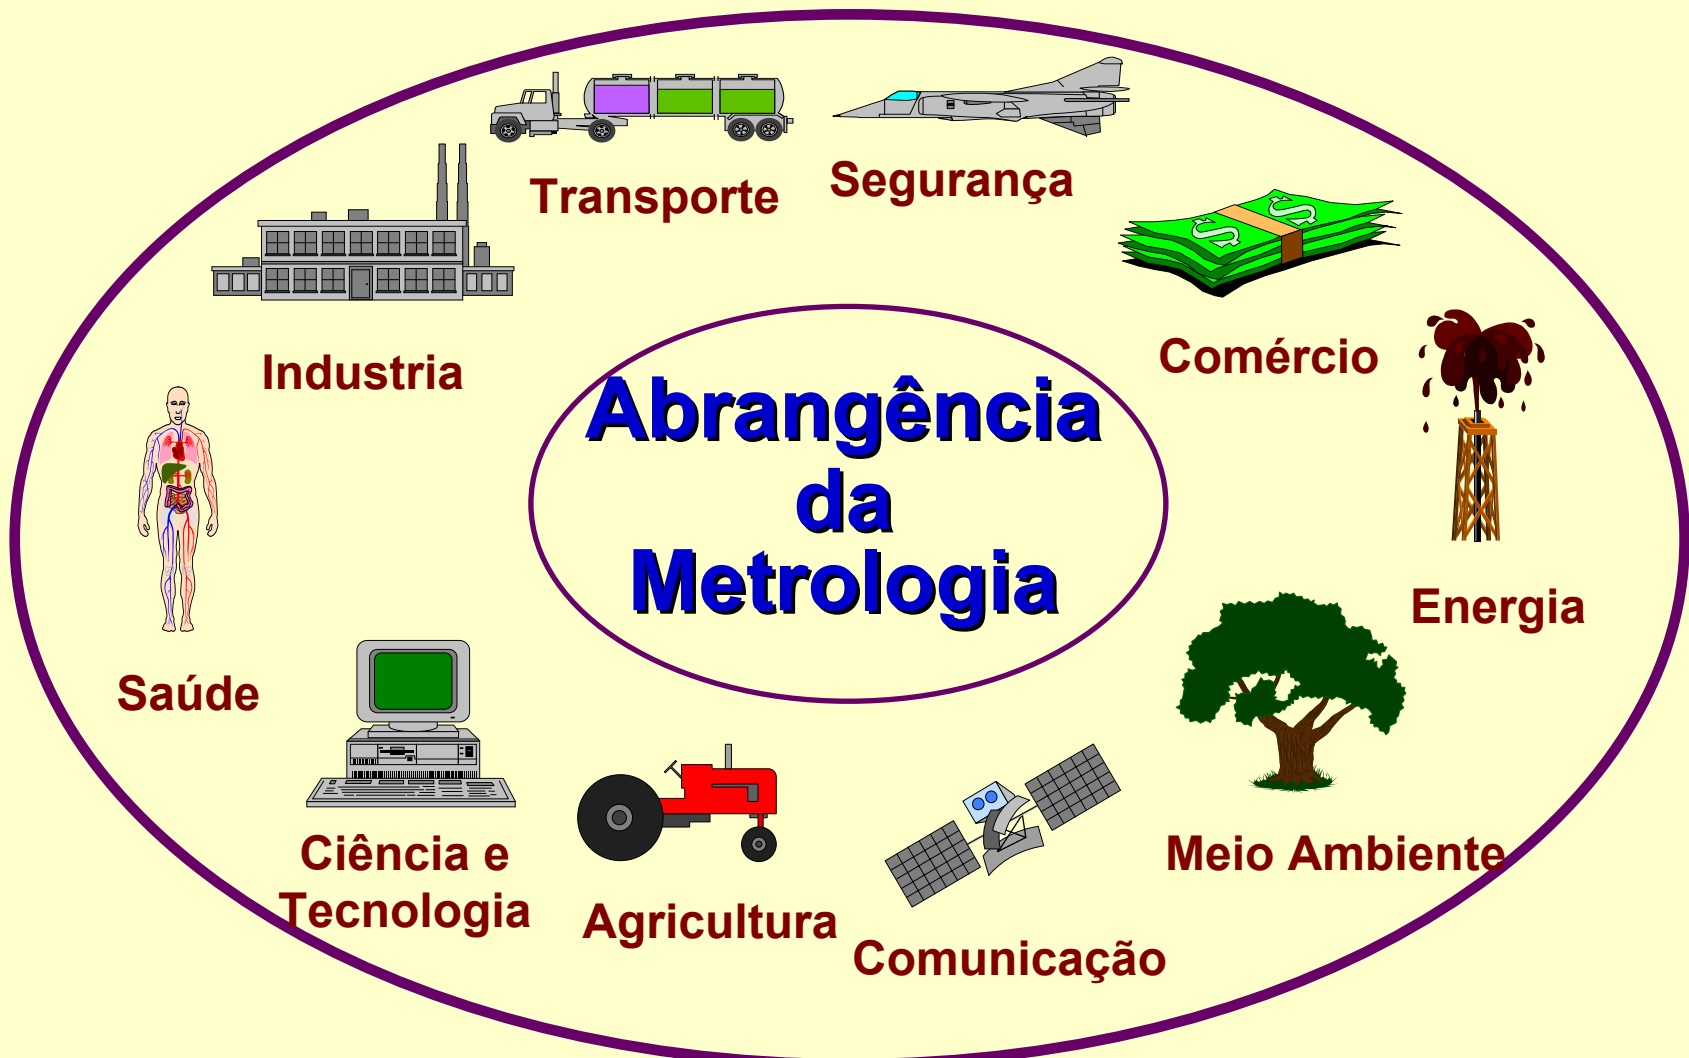 Transporte
Segurança
Industria
Comércio
Abrangência
da
Metrologia
Energia
Saúde
Ciência e
Tecnologia
Agricultura
Comunicação
Meio Ambiente